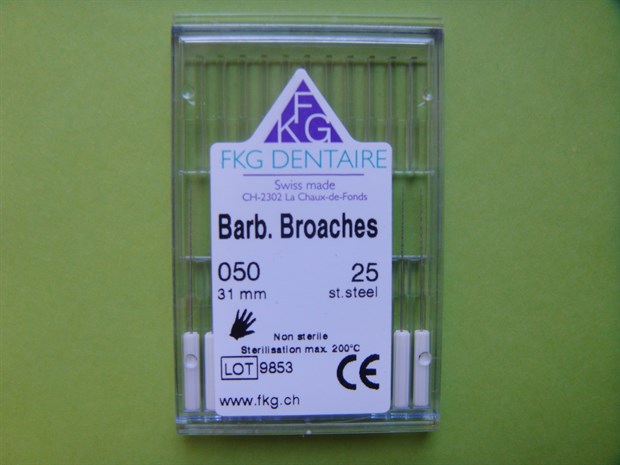 F
KG
FKG DENTAIRE
Swiss made
CH-2302 La Chaux-de-Fonds
Barb. Broaches
050 25
31 mm st.steel
Non sterile
Sterilisation max. 200°C
LOT 9853 CE
www.fkg.ch